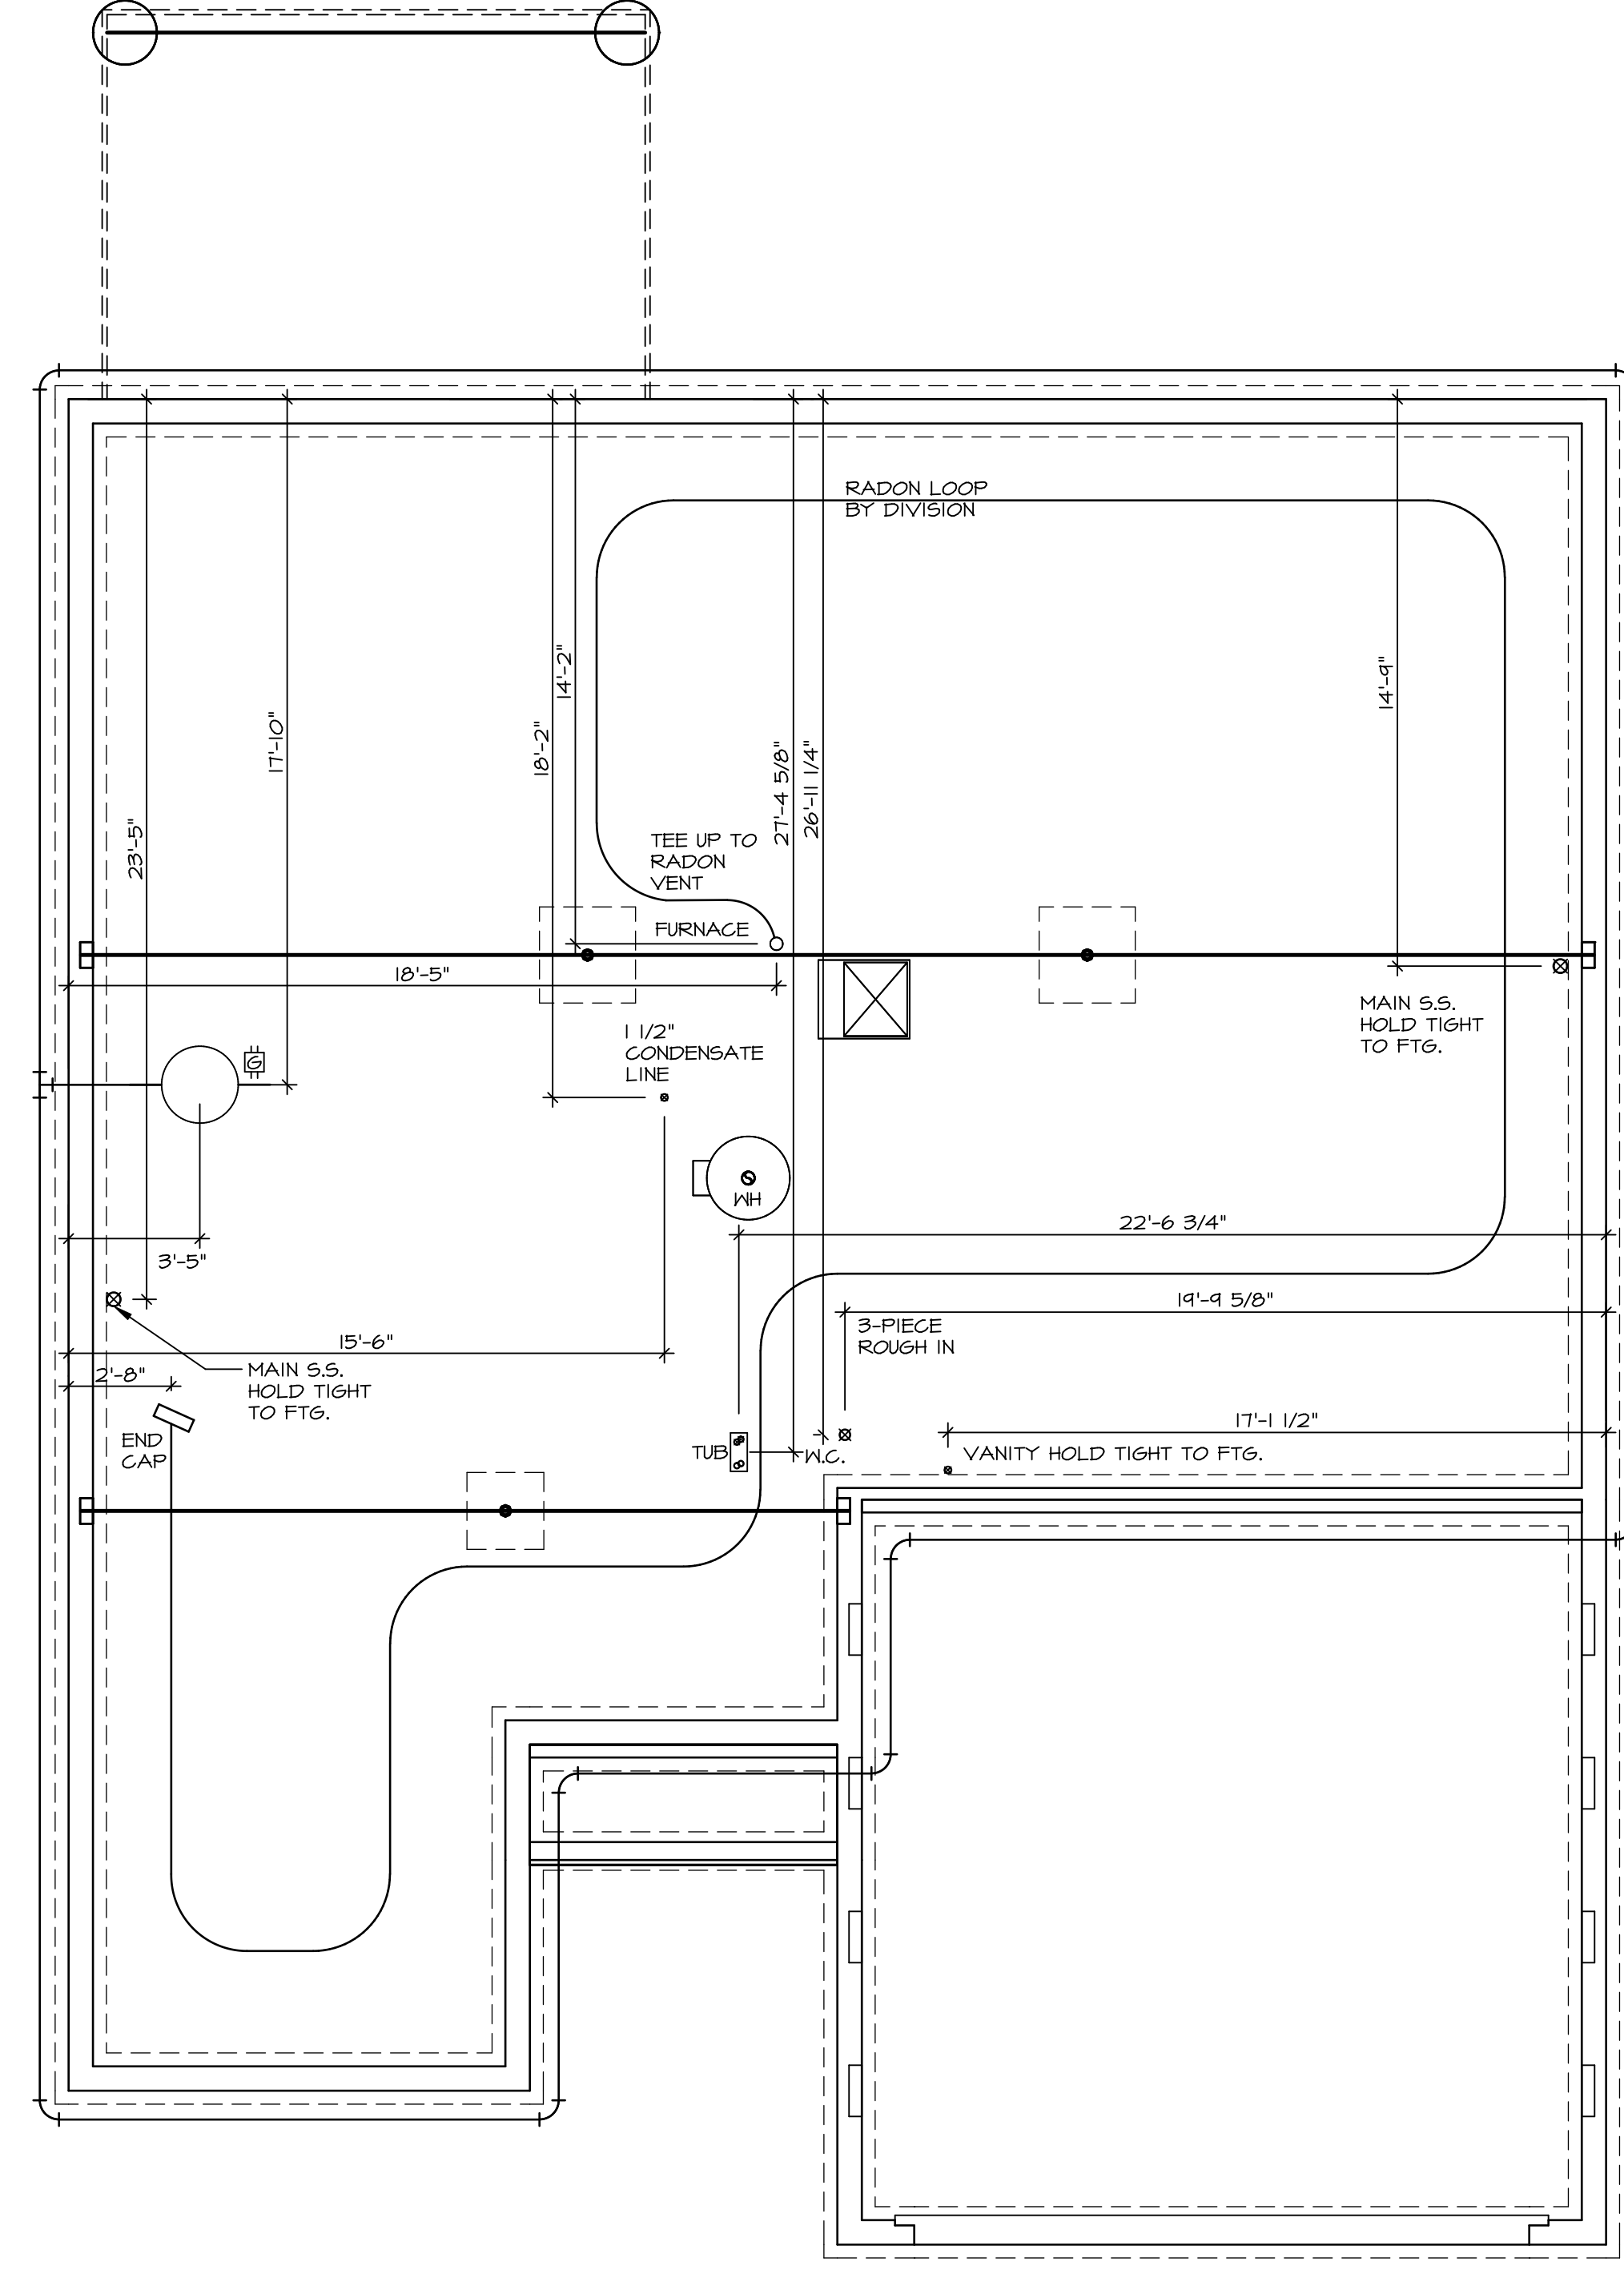 RADON LOOP
BY DIVISION
14'-2"
14'-9"
17'-10"
18'-2"
27'-4 5/8"
26'-11 1/4"
23'-5"
TEE UP TO
RADON
VENT
FURNACE
18'-5"
MAIN S.S.
HOLD TIGHT
TO FTG.
1 1/2"
CONDENSATE
LINE
G
WH
22'-6 3/4"
3'-5"
19'-9 5/8"
3-PIECE
ROUGH IN
15'-6"
2'-8"
MAIN S.S.
HOLD TIGHT
TO FTG.
17'-1 1/2"
END
CAP
TUB
W.C.
VANITY HOLD TIGHT TO FTG.